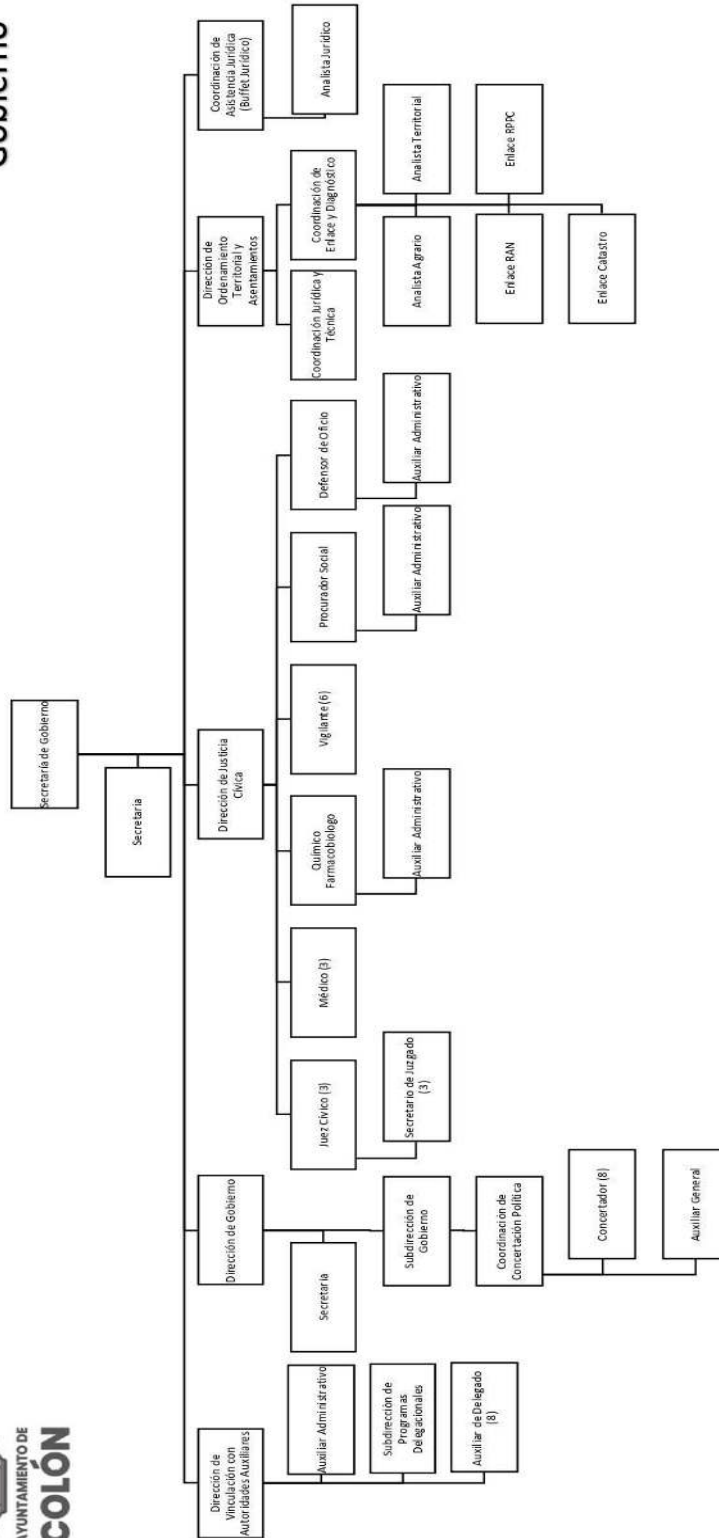 AYUNTAMIENTO DE
COLÓN
Gobierno
Secretaría de Gobierno
Secretaria
Dirección de
Vinculación con
Autoridades Auxiliares
Auxiliar Administrativo
Subdirección de
Programas
Delegacionales
Auxiliar de Delegado
(8)
Dirección de Gobierno
Secretaria
Subdirección de
Gobierno
Coordinación de
Concertación Política
Concertador (8)
Auxiliar General
Dirección de Justicia
Cívica
Juez Cívico (3)
Secretario de Juzgado
(3)
Médico (3)
Químico
Farmacobiologo
Auxiliar Administrativo
Vigilante (6)
Procurador Social
Auxiliar Administrativo
Defensor de Oficio
Auxiliar Administrativo
Dirección de
Ordenamiento
Territorial y
Asentamientos
Coordinación Jurídica y
Técnica
Coordinación de
Enlace y Diagnóstico
Analista Agrario
Analista Territorial
Enlace RAN
Enlace RPPC
Enlace Catastro
Coordinación de
Asistencia Jurídica
(Buffet Jurídico)
Analista Jurídico